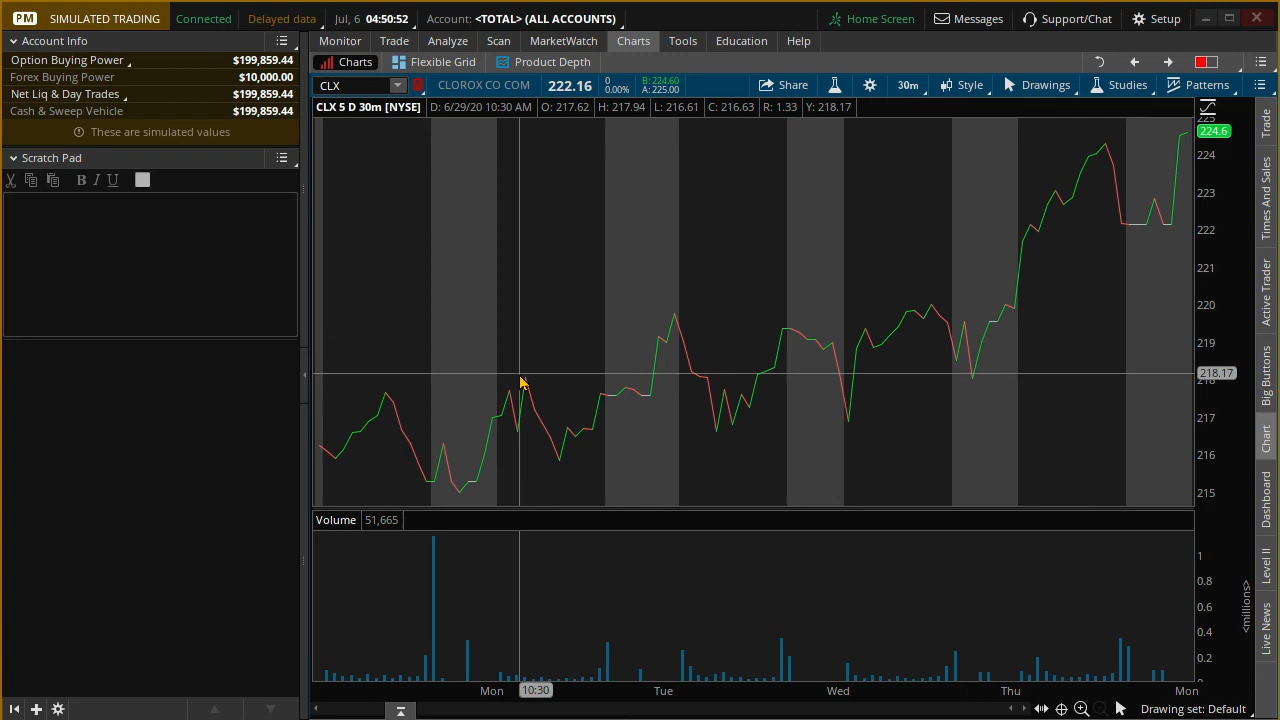 PM SIMULATED TRADING Connected Delayed data Jul, 6 04:50:52 Account: <TOTAL> (ALL ACCOUNTS) Home Screen Messages Support/Chat Setup
Account Info
Option Buying Power $199,859.44
Forex Buying Power $10,000.00
Net Liq & Day Trades $199,859.44
Cash & Sweep Vehicle $199,859.44
These are simulated values
Scratch Pad
B I U
Monitor Trade Analyze Scan MarketWatch Charts Tools Education Help
Charts Flexible Grid Product Depth
CLX CLOROX CO COM 222.16 0 0.00% B: 224.60 A: 225.00 Share 30m Style Drawings Studies Patterns
CLX 5 D 30m [NYSE] D: 6/29/20 10:30 AM O: 217.62 H: 217.94 L: 216.61 C: 216.63 R: 1.33 Y: 218.17
225
224.6
224
223
222
221
220
219
218.17
218
217
216
215
Volume 51,665
1
0.8
0.6
0.4
0.2
0
<millions>
Mon 10:30 Tue Wed Thu Mon
Drawing set: Default
Trade
Times And Sales
Active Trader
Big Buttons
Chart
Dashboard
Level II
Live News